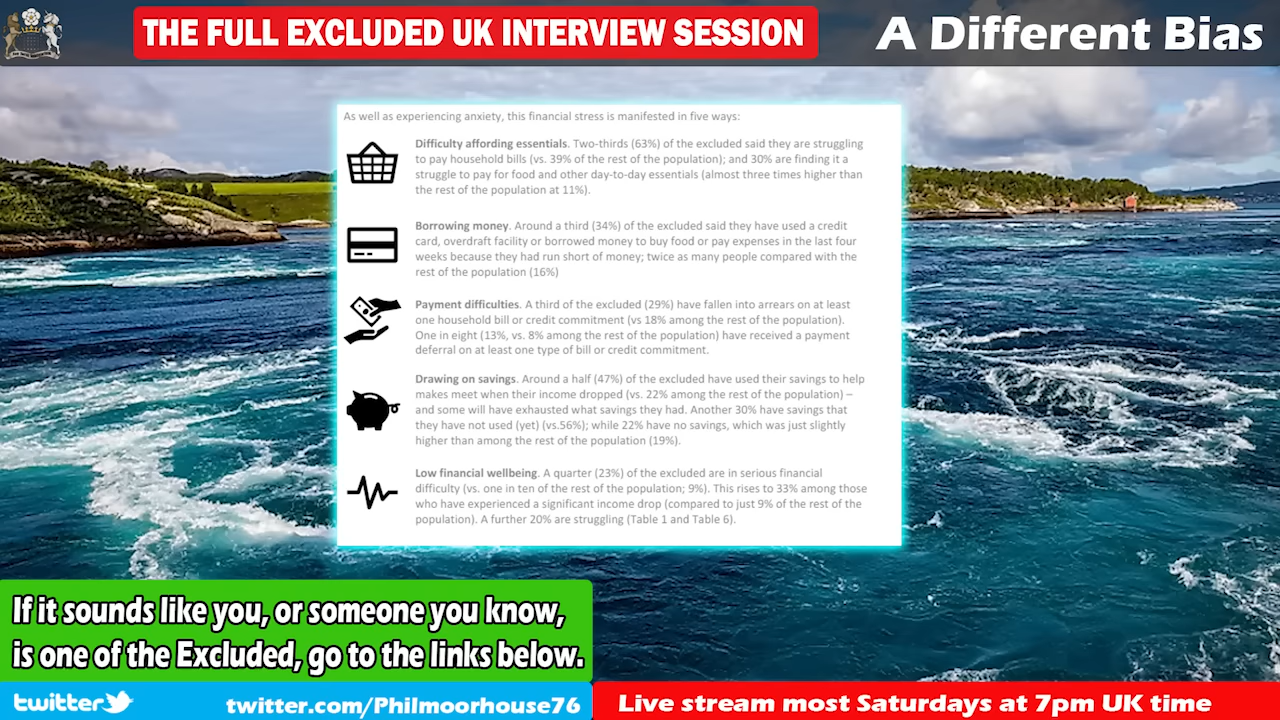 THE FULL EXCLUDED UK INTERVIEW SESSION
A Different Bias
As well as experiencing anxiety, this financial stress is manifested in five ways:
Difficulty affording essentials. Two-thirds (63%) of the excluded said they are struggling
to pay household bills (vs. 39% of the rest of the population); and 30% are finding it a
struggle to pay for food and other day-to-day essentials (almost three times higher than
the rest of the population at 11%).
Borrowing money. Around a third (34%) of the excluded said they have used a credit
card, overdraft facility or borrowed money to buy food or pay expenses in the last four
weeks because they had run short of money; twice as many people compared with the
rest of the population (16%)
Payment difficulties. A third of the excluded (29%) have fallen into arrears on at least
one household bill or credit commitment (vs 18% among the rest of the population).
One in eight (13%, vs. 8% among the rest of the population) have received a payment
deferral on at least one type of bill or credit commitment.
Drawing on savings. Around a half (47%) of the excluded have used their savings to help
makes meet when their income dropped (vs. 22% among the rest of the population) –
and some will have exhausted what savings they had. Another 30% have savings that
they have not used (yet) (vs.56%); while 22% have no savings, which was just slightly
higher than among the rest of the population (19%).
Low financial wellbeing. A quarter (23%) of the excluded are in serious financial
difficulty (vs. one in ten of the rest of the population; 9%). This rises to 33% among those
who have experienced a significant income drop (compared to just 9% of the rest of the
population). A further 20% are struggling (Table 1 and Table 6).
If it sounds like you, or someone you know,
is one of the Excluded, go to the links below.
twitter
twitter.com/Philmoorhouse76
Live stream most Saturdays at 7pm UK time